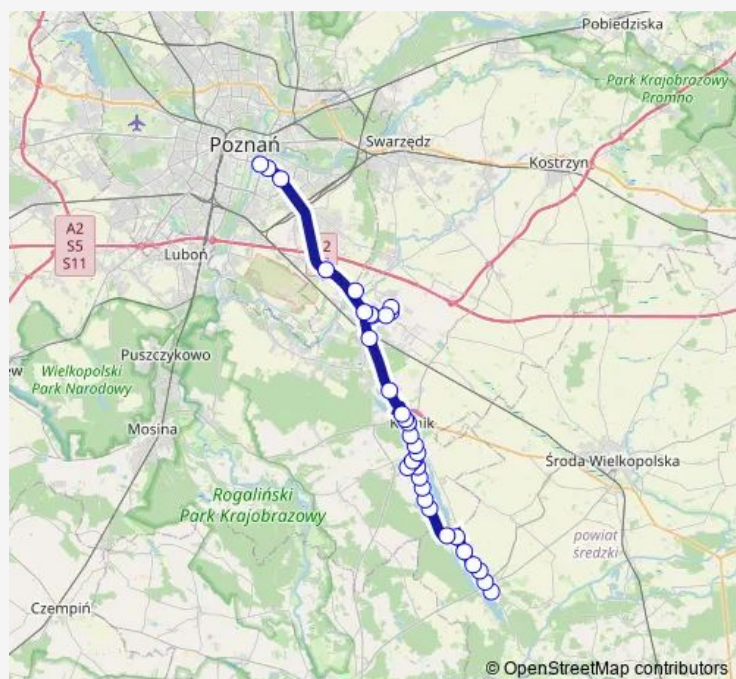 Pobiedziska
Park Krajobrazowy
Promno
Poznań
Swarzędz
Kostrzyn
A2
S5
S11
2
Luboń
Puszczykowo
Wielkopolski
Park Narodowy
Mosina
Środa Wielkopolska
Rogaliński
Park Krajobrazowy
powiat
średzki
Czempiń
© OpenStreetMap contributors